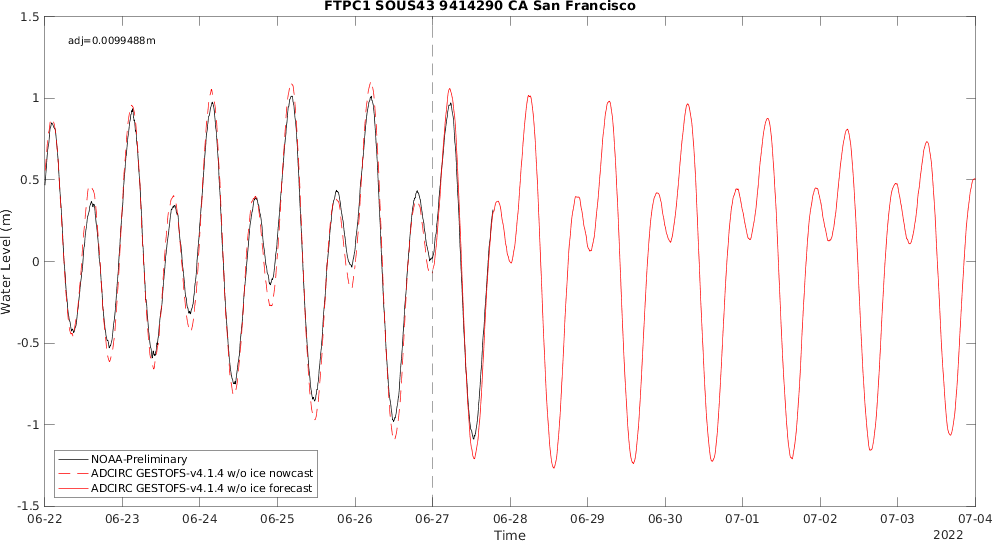 FTPC1 SOUS43 9414290 CA San Francisco
1.5
adj=0.0099488m
1
0.5
0
-0.5
-1
-1.5
Water Level (m)
NOAA-Preliminary
ADCIRC GESTOFS-v4.1.4 w/o ice nowcast
ADCIRC GESTOFS-v4.1.4 w/o ice forecast
06-22 06-23 06-24 06-25 06-26 06-27 06-28 06-29 06-30 07-01 07-02 07-03 07-04
Time
2022